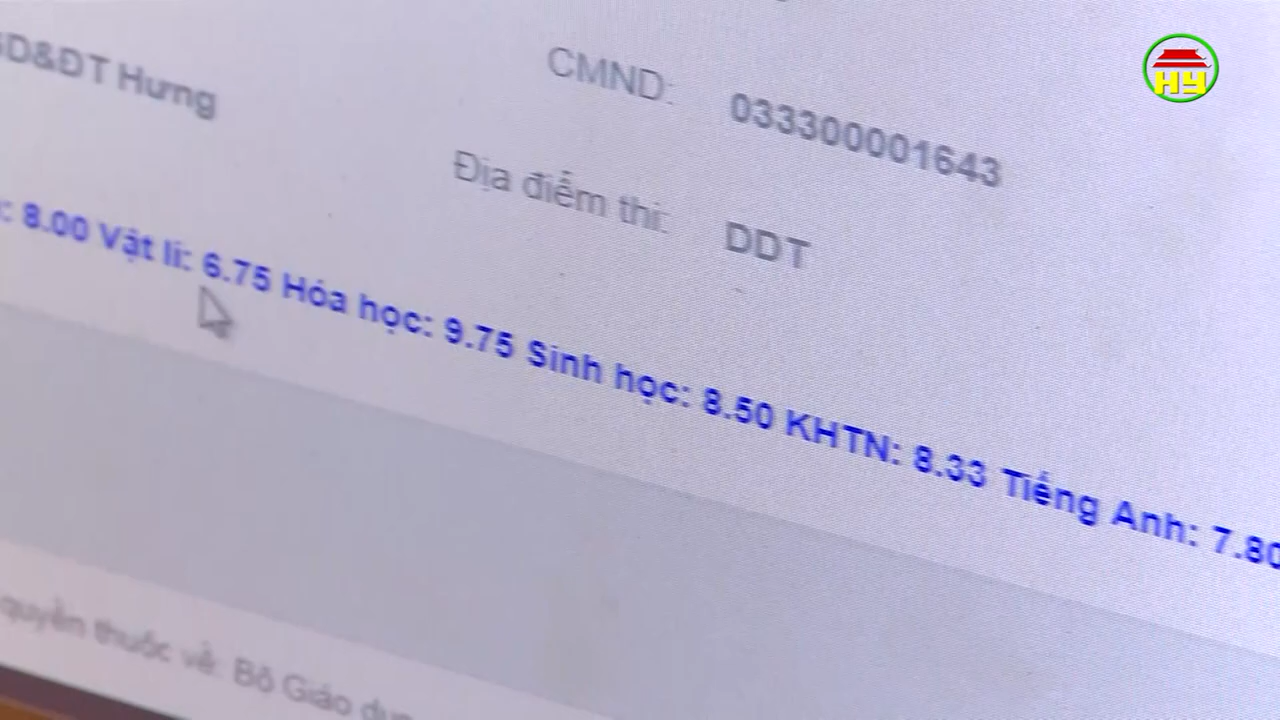 HY
D&ĐT Hưng
CMND: 033300001643
Địa điểm thi: DDT
: 8.00 Vật lí: 6.75 Hóa học: 9.75 Sinh học: 8.50 KHTN: 8.33 Tiếng Anh: 7.80
quyền thuộc về: Bộ Giáo dục